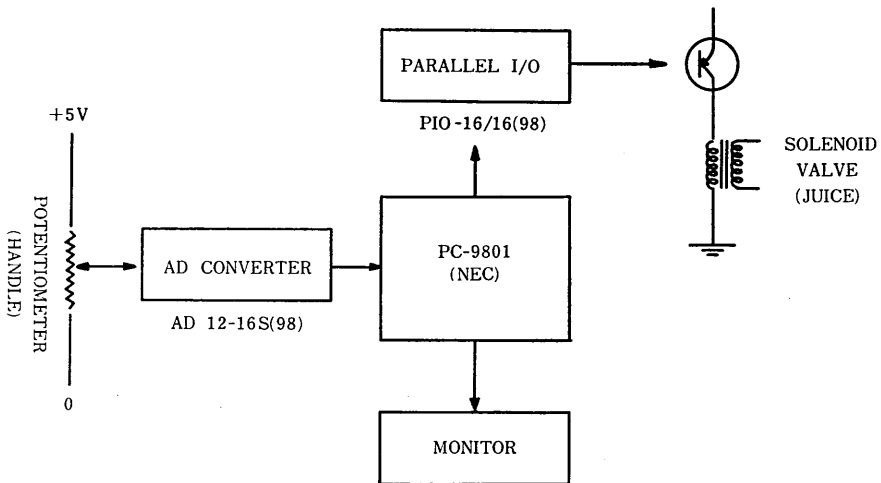 PARALLEL I/O
PIO-16/16(98)
+5V
SOLENOID
VALVE
(JUICE)
POTENTIOMETER
(HANDLE)
AD CONVERTER
AD 12-16S(98)
PC-9801
(NEC)
0
MONITOR